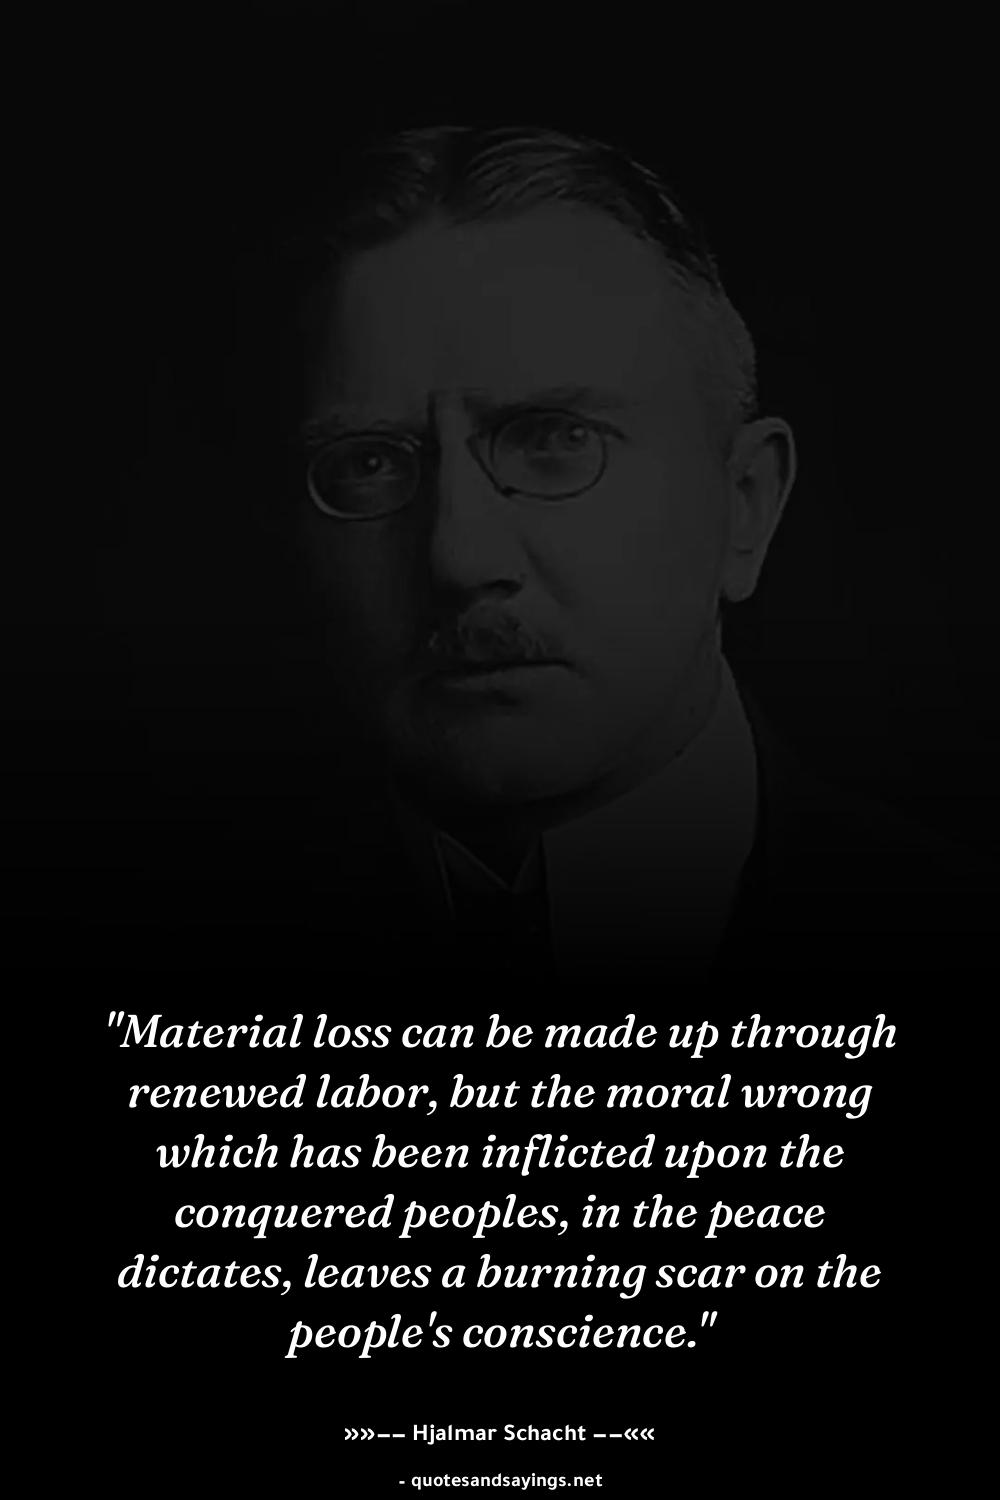 "Material loss can be made up through
renewed labor, but the moral wrong
which has been inflicted upon the
conquered peoples, in the peace
dictates, leaves a burning scar on the
people's conscience."
»»–– Hjalmar Schacht ––««
- quotesandsayings.net